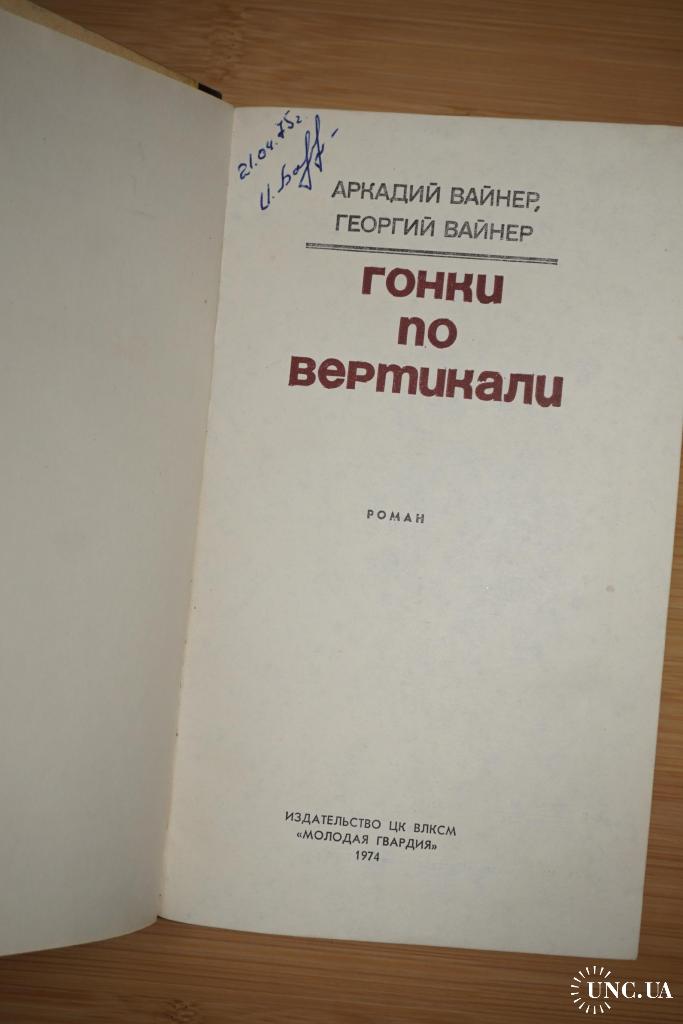 21.04.75г.
АРКАДИЙ ВАЙНЕР,
ГЕОРГИЙ ВАЙНЕР
ГОНКИ
ПО
ВЕРТИКАЛИ
РОМАН
ИЗДАТЕЛЬСТВО ЦК ВЛКСМ
«МОЛОДАЯ ГВАРДИЯ»
1974
UNC.UA